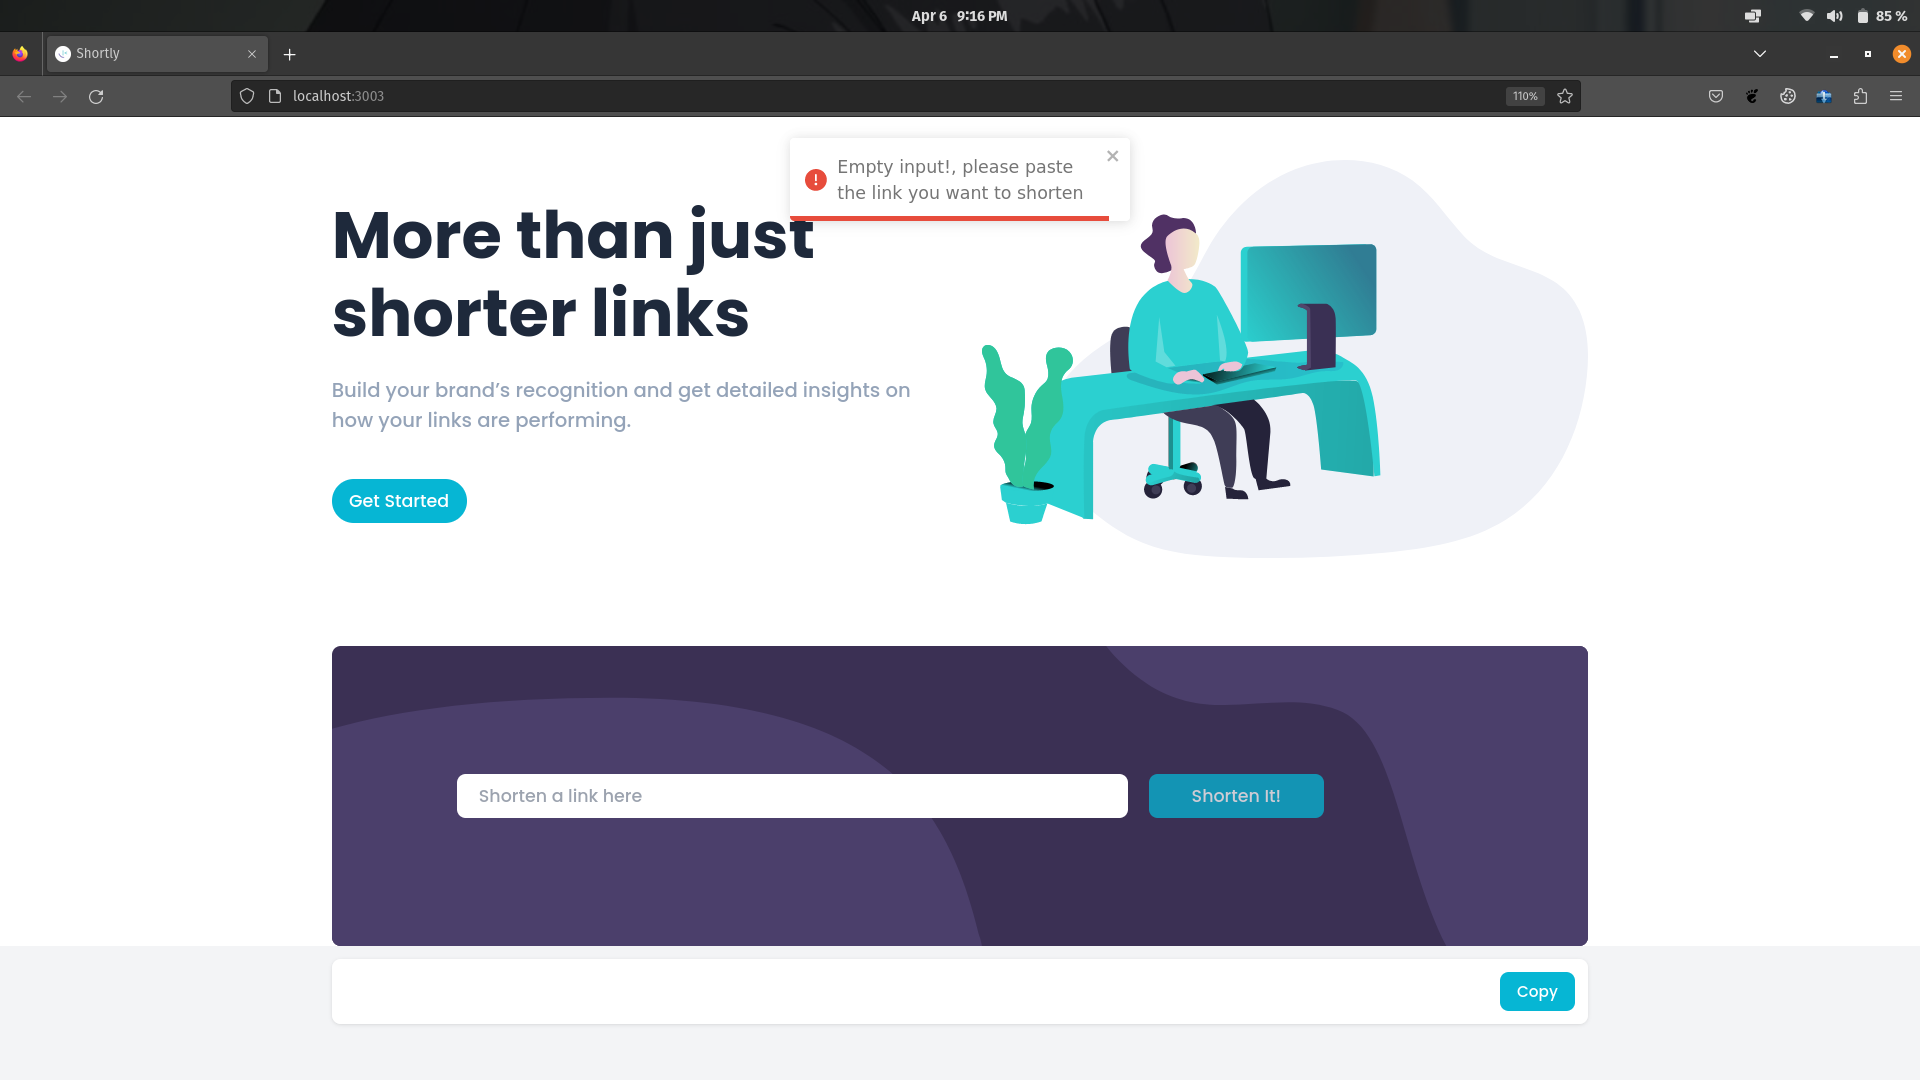 Apr 6 9:16 PM
85 %
Shortly
localhost:3003
110%
Empty input!, please paste
the link you want to shorten
More than just
shorter links
Build your brand’s recognition and get detailed insights on
how your links are performing.
Get Started
Shorten a link here
Shorten It!
Copy